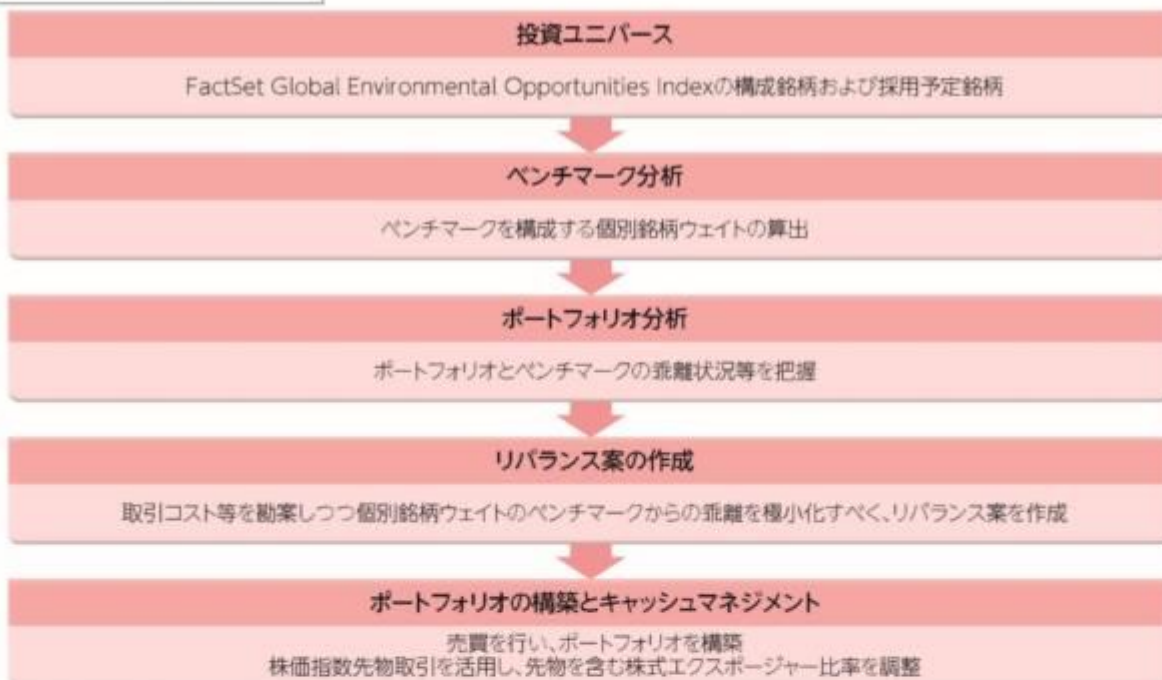 投資ユニバース
FactSet Global Environmental Opportunities Indexの構成銘柄および採用予定銘柄
ベンチマーク分析
ベンチマークを構成する個別銘柄ウェイトの算出
ポートフォリオ分析
ポートフォリオとベンチマークの乖離状況等を把握
リバランス案の作成
取引コスト等を勘案しつつ個別銘柄ウェイトのベンチマークからの乖離を極小化すべく、リバランス案を作成
ポートフォリオの構築とキャッシュマネジメント
売買を行い、ポートフォリオを構築
株価指数先物取引を活用し、先物を含む株式エクスポージャー比率を調整